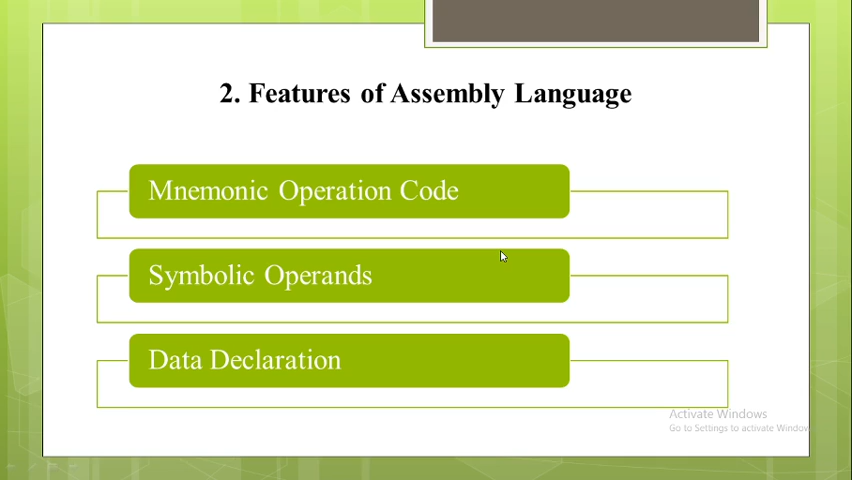 2. Features of Assembly Language
Mnemonic Operation Code
Symbolic Operands
Data Declaration
Activate Windows
Go to Settings to activate Window